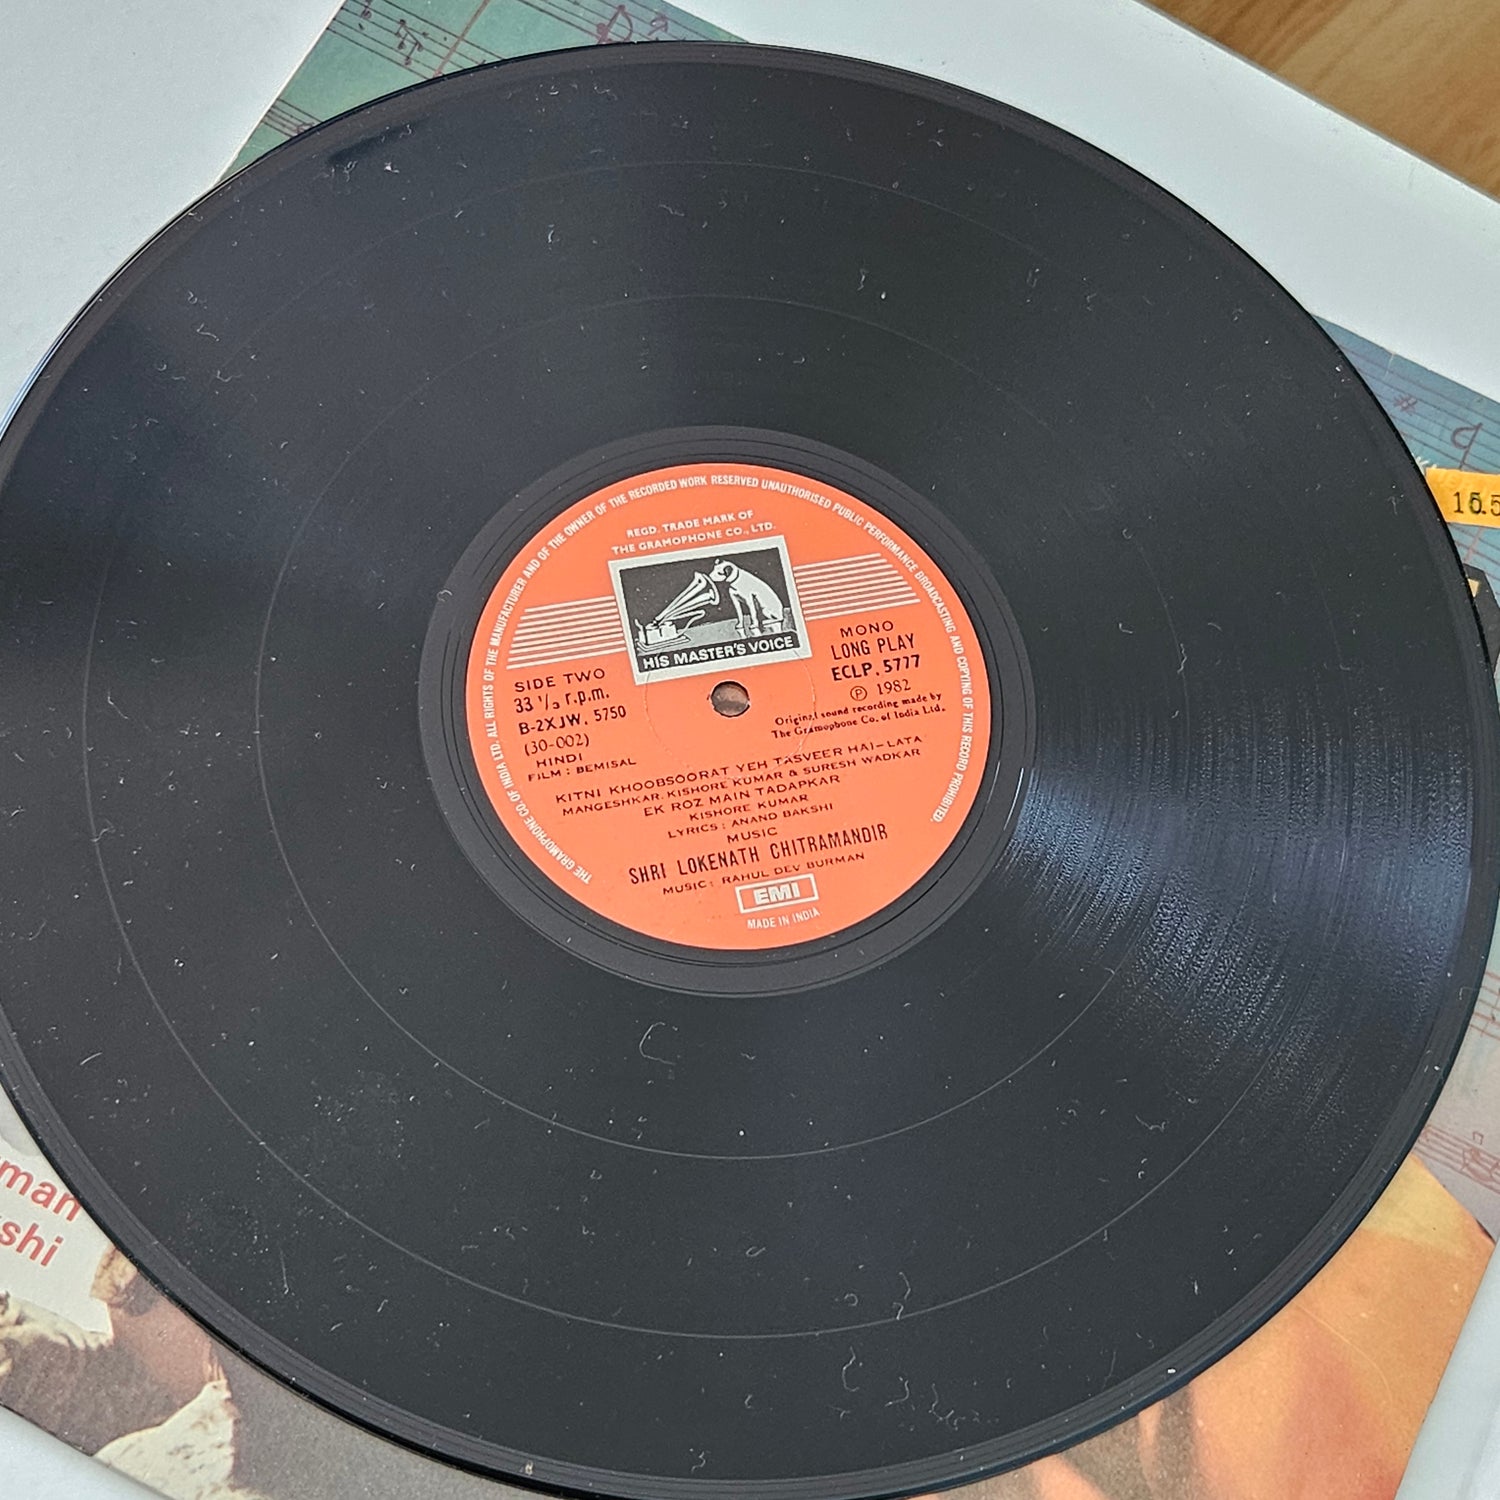 THE GRAMOPHONE CO. OF INDIA LTD. ALL RIGHTS OF THE MANUFACTURER AND OF THE OWNER OF THE RECORDED WORK RESERVED UNAUTHORISED PUBLIC PERFORMANCE BROADCASTING AND COPYING OF THIS RECORD PROHIBITED.
REGD. TRADE MARK OF
THE GRAMOPHONE CO., LTD.
HIS MASTER'S VOICE
SIDE TWO
33 1/3 r.p.m.
B-2XJW. 5750
(30-002)
HINDI
FILM : BEMISAL
MONO
LONG PLAY
ECLP. 5777
Ⓟ 1982
Original sound recording made by
The Gramophone Co. of India Ltd.
KITNI KHOOBSOORAT YEH TASVEER HAI-LATA
MANGESHKAR, KISHORE KUMAR & SURESH WADKAR
EK ROZ MAIN TADAPKAR
KISHORE KUMAR
LYRICS : ANAND BAKSHI
MUSIC
SHRI LOKENATH CHITRAMANDIR
MUSIC : RAHUL DEV BURMAN
EMI
MADE IN INDIA
man
shi